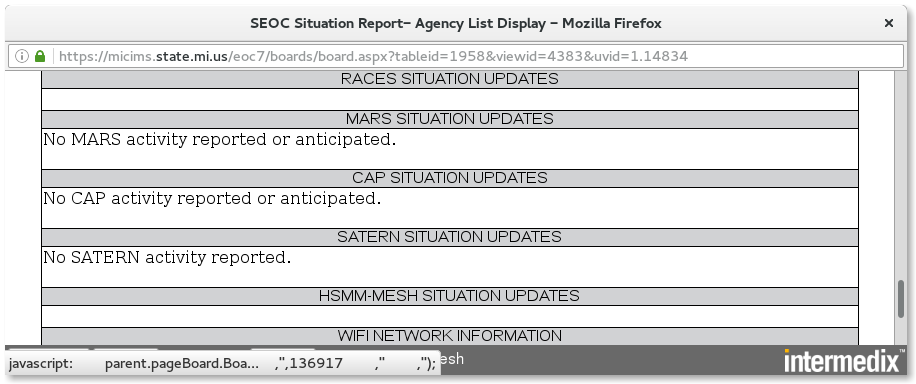 SEOC Situation Report– Agency List Display – Mozilla Firefox
https://micims.state.mi.us/eoc7/boards/board.aspx?tableid=1958&viewid=4383&uvid=1.14834
RACES SITUATION UPDATES
MARS SITUATION UPDATES
No MARS activity reported or anticipated.
CAP SITUATION UPDATES
No CAP activity reported or anticipated.
SATERN SITUATION UPDATES
No SATERN activity reported.
HSMM-MESH SITUATION UPDATES
WIFI NETWORK INFORMATION
javascript: parent.pageBoard.Boa... ,",136917 ," ,");
esh
intermedix™